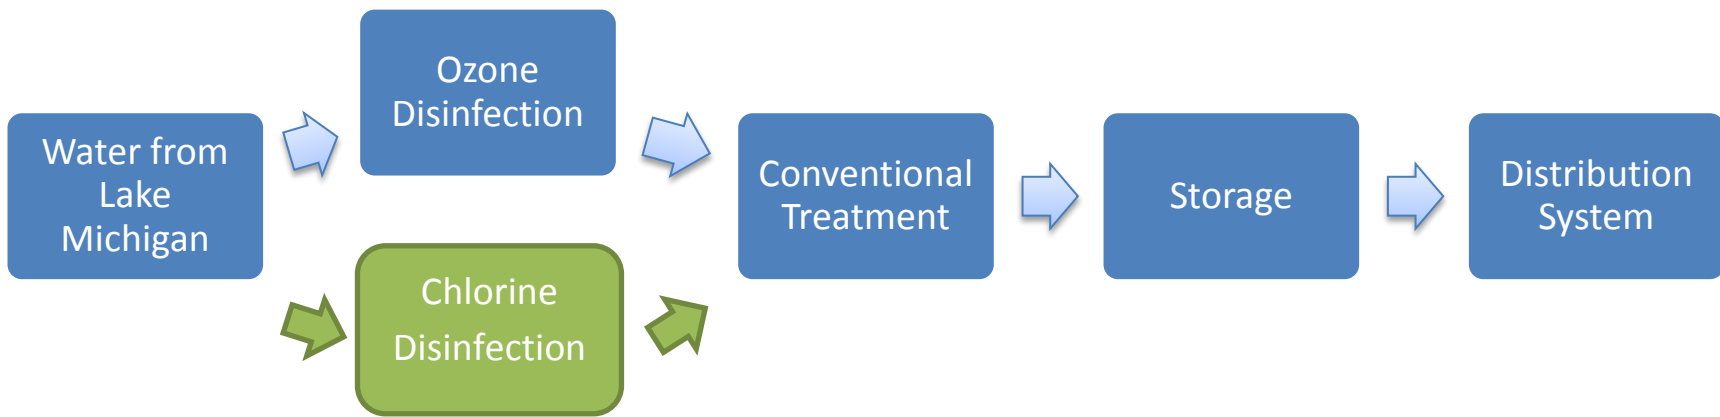 Water from
Lake
Michigan
Ozone
Disinfection
Chlorine
Disinfection
Conventional
Treatment
Storage
Distribution
System